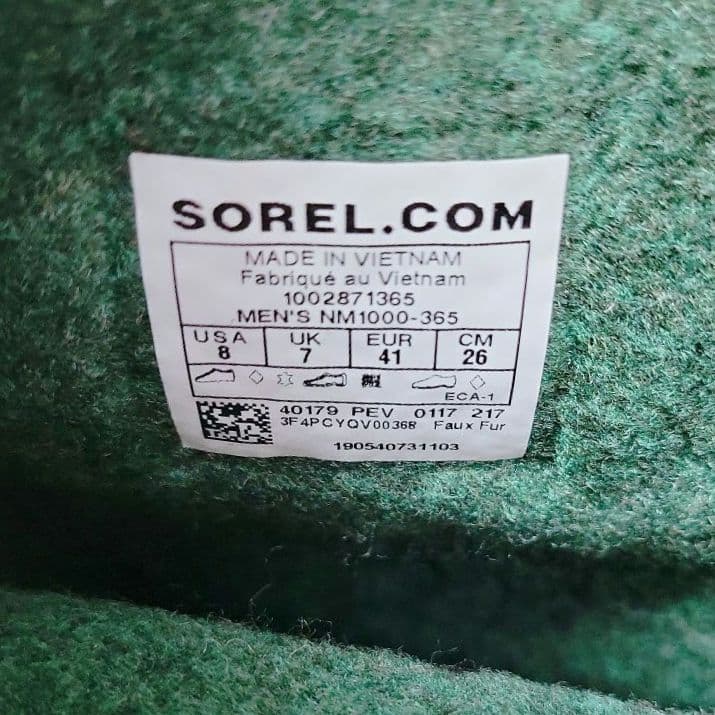 SOREL.COM
MADE IN VIETNAM
Fabriqué au Vietnam
1002871365
MEN'S NM1000-365
USA UK EUR CM
8 7 41 26
ECA-1
40179 PEV 0117 217
3F4PCYQV00368 Faux Fur
190540731103